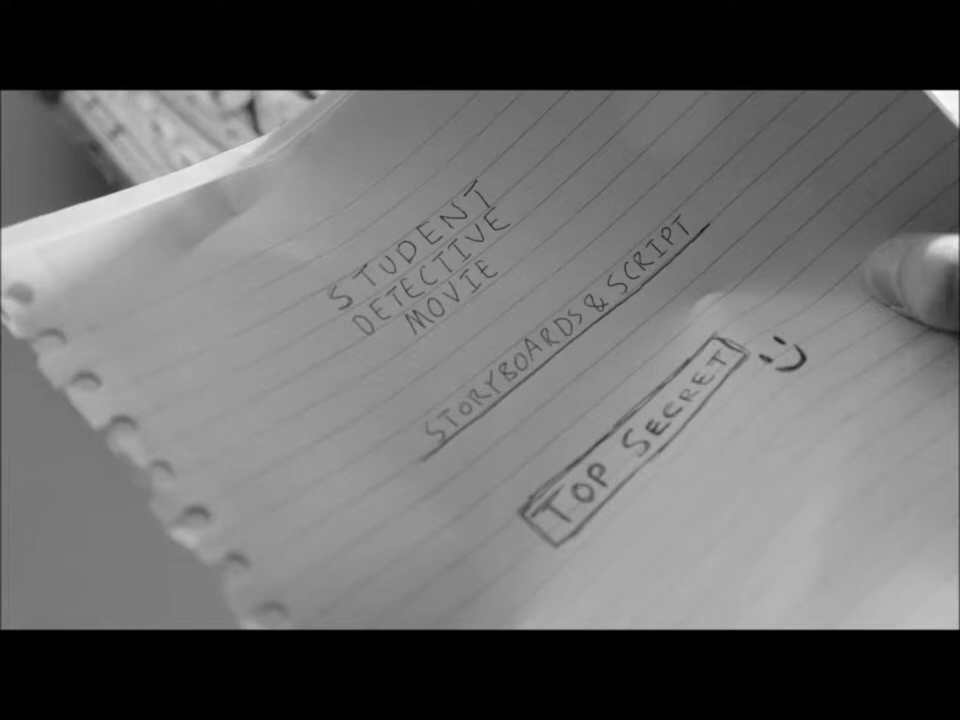 STUDENT
DETECTIVE
MOVIE
STORYBOARDS & SCRIPT
TOP SECRET